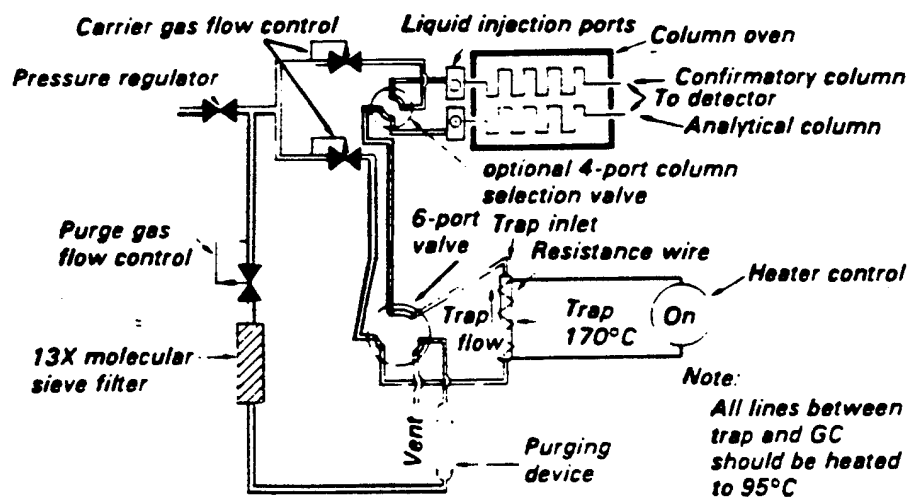 Carrier gas flow control
Liquid injection ports
Column oven
Pressure regulator
Confirmatory column
To detector
Analytical column
optional 4-port column
selection valve
6-port
valve
Trap inlet
Resistance wire
Purge gas
flow control
Heater control
Trap
flow
Trap
170°C
On
13X molecular
sieve filter
Note:
All lines between
trap and GC
should be heated
to 95°C
Vent
Purging
device